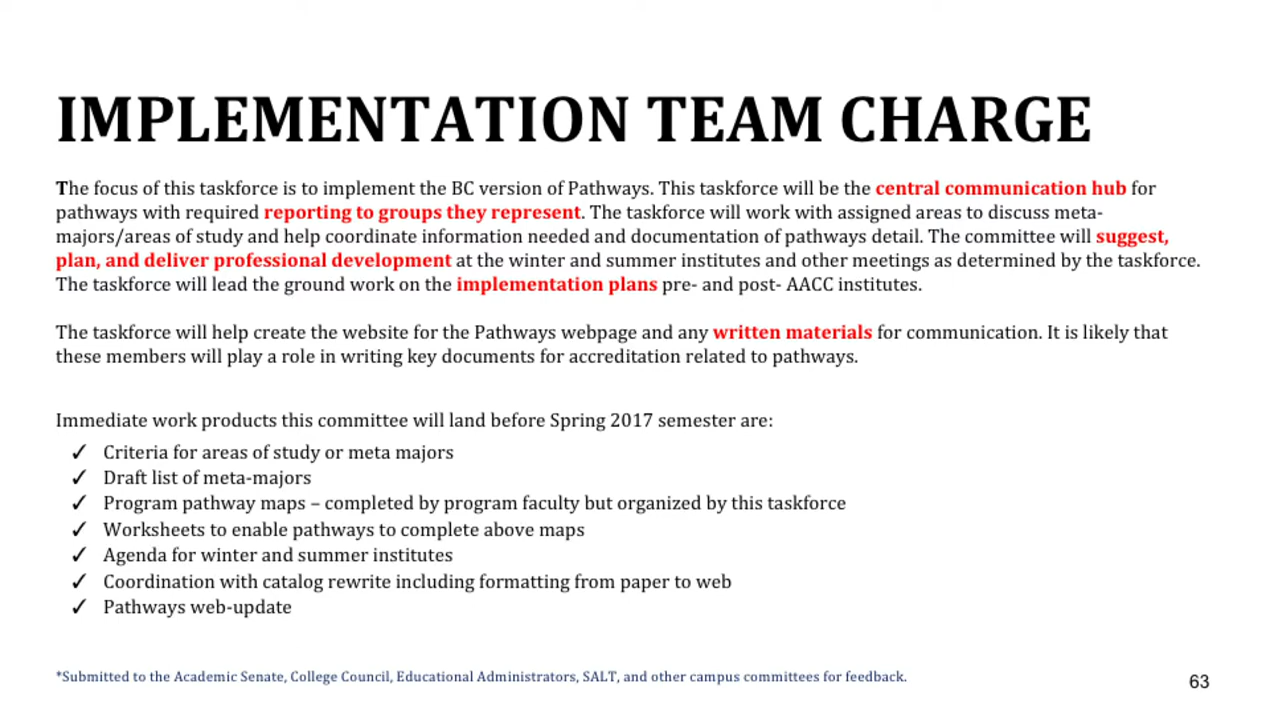 IMPLEMENTATION TEAM CHARGE
The focus of this taskforce is to implement the BC version of Pathways. This taskforce will be the central communication hub for
pathways with required reporting to groups they represent. The taskforce will work with assigned areas to discuss meta-
majors/areas of study and help coordinate information needed and documentation of pathways detail. The committee will suggest,
plan, and deliver professional development at the winter and summer institutes and other meetings as determined by the taskforce.
The taskforce will lead the ground work on the implementation plans pre- and post- AACC institutes.
The taskforce will help create the website for the Pathways webpage and any written materials for communication. It is likely that
these members will play a role in writing key documents for accreditation related to pathways.
Immediate work products this committee will land before Spring 2017 semester are:
✓ Criteria for areas of study or meta majors
✓ Draft list of meta-majors
✓ Program pathway maps – completed by program faculty but organized by this taskforce
✓ Worksheets to enable pathways to complete above maps
✓ Agenda for winter and summer institutes
✓ Coordination with catalog rewrite including formatting from paper to web
✓ Pathways web-update
*Submitted to the Academic Senate, College Council, Educational Administrators, SALT, and other campus committees for feedback.
63